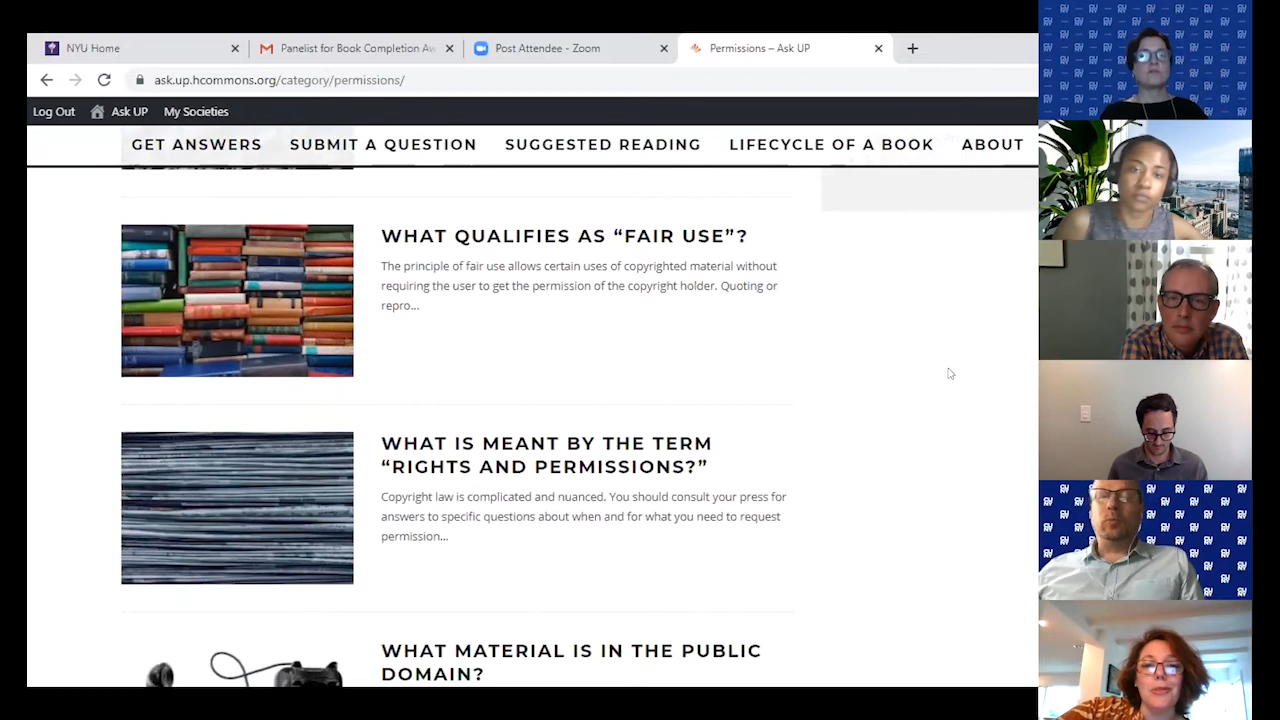 NYU Home
Panelist for Book Completion Aw
Post Attendee - Zoom
Permissions – Ask UP
ask.up.hcommons.org/category/permissions/
Log Out
Ask UP
My Societies
GET ANSWERS
SUBMIT A QUESTION
SUGGESTED READING
LIFECYCLE OF A BOOK
ABOUT
WHAT QUALIFIES AS “FAIR USE”?
The principle of fair use allows certain uses of copyrighted material without
requiring the user to get the permission of the copyright holder. Quoting or
repro...
WHAT IS MEANT BY THE TERM
“RIGHTS AND PERMISSIONS?”
Copyright law is complicated and nuanced. You should consult your press for
answers to specific questions about when and for what you need to request
permission...
WHAT MATERIAL IS IN THE PUBLIC
DOMAIN?